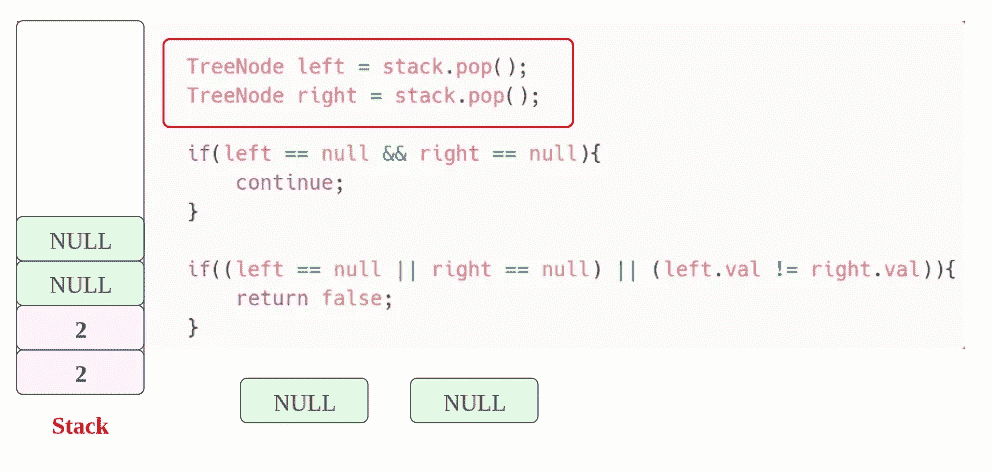 TreeNode left = stack.pop();
TreeNode right = stack.pop();
if(left == null && right == null){
continue;
}
NULL
NULL
if((left == null || right == null) || (left.val != right.val)){
return false;
}
2
2
NULL NULL
Stack